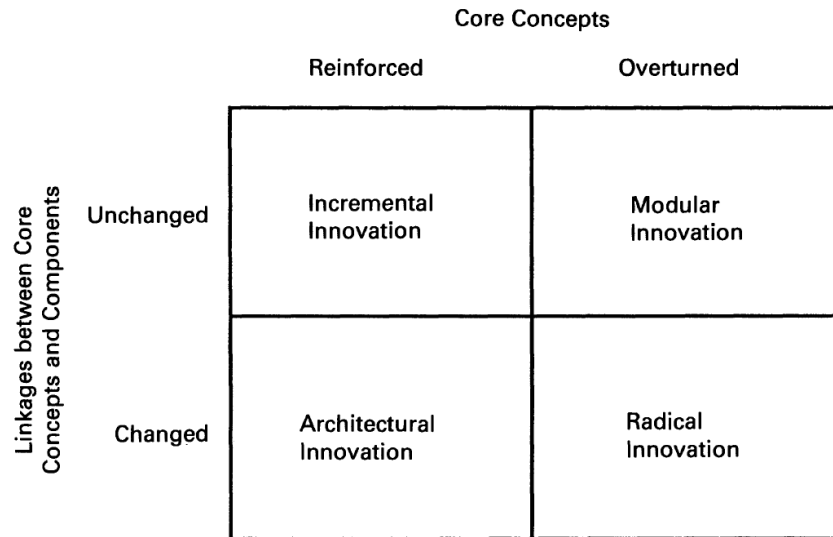 Core Concepts
Reinforced
Overturned
Linkages between Core
Concepts and Components
Unchanged
Incremental
Innovation
Modular
Innovation
Changed
Architectural
Innovation
Radical
Innovation